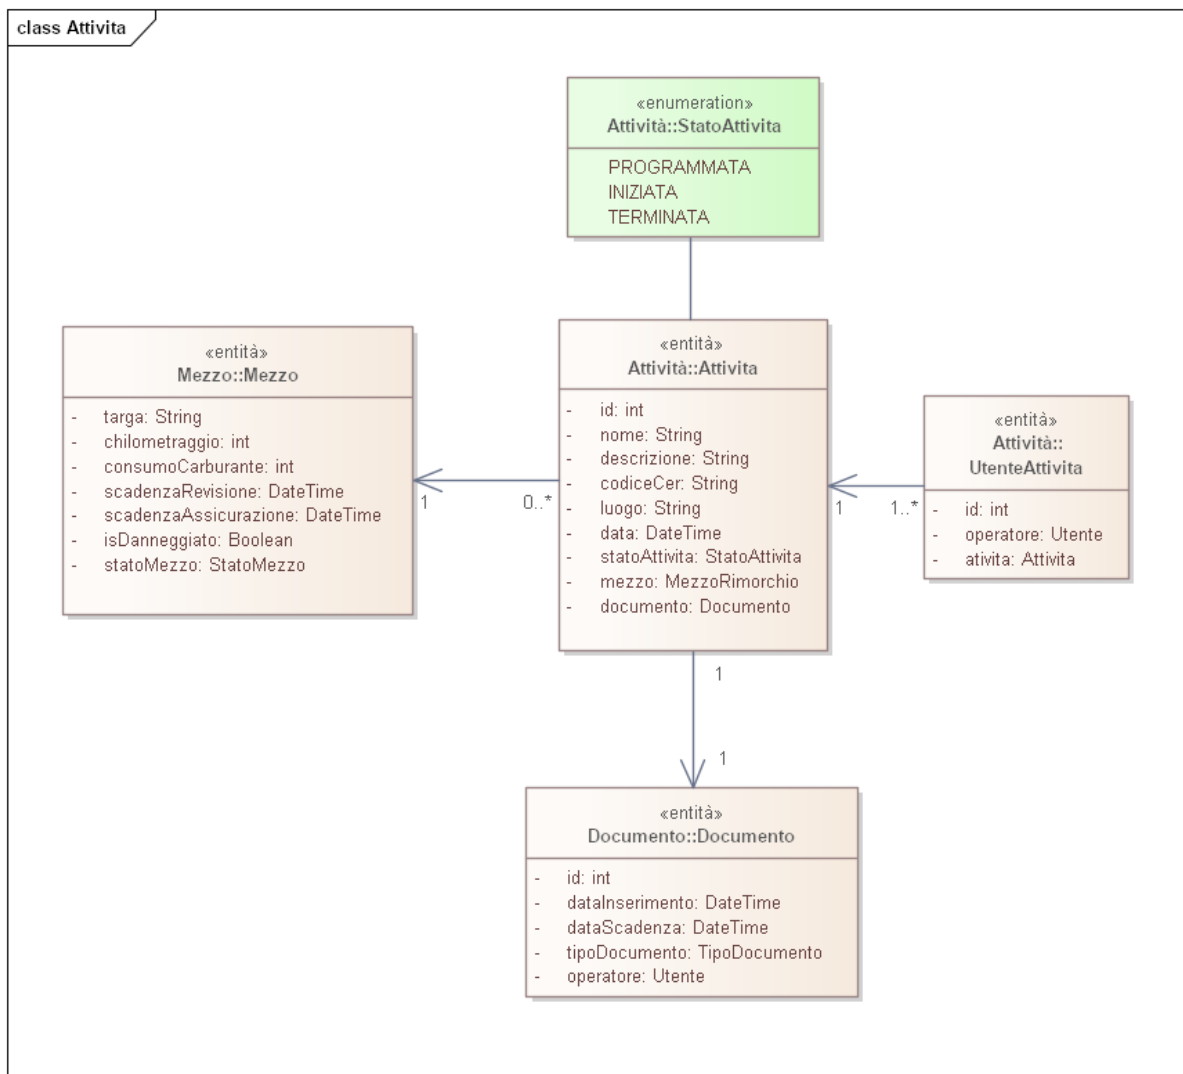 class Attivita
«enumeration»
Attività::StatoAttivita
PROGRAMMATA
INIZIATA
TERMINATA
«entità»
Mezzo::Mezzo
- targa: String
- chilometraggio: int
- consumoCarburante: int
- scadenzaRevisione: DateTime
- scadenzaAssicurazione: DateTime
- isDanneggiato: Boolean
- statoMezzo: StatoMezzo
1
0..*
«entità»
Attività::Attivita
- id: int
- nome: String
- descrizione: String
- codiceCer: String
- luogo: String
- data: DateTime
- statoAttivita: StatoAttivita
- mezzo: MezzoRimorchio
- documento: Documento
1
1..*
«entità»
Attività::
UtenteAttivita
- id: int
- operatore: Utente
- ativita: Attivita
1
1
«entità»
Documento::Documento
- id: int
- dataInserimento: DateTime
- dataScadenza: DateTime
- tipoDocumento: TipoDocumento
- operatore: Utente